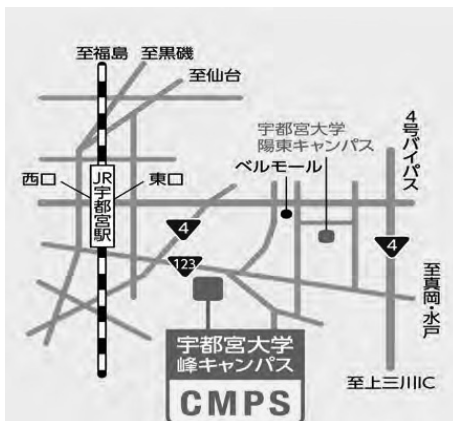 至福島
至黒磯
至仙台
4号バイパス
宇都宮大学
陽東キャンパス
ベルモール
西口
JR宇都宮駅
東口
4
4
123
至真岡・水戸
宇都宮大学
峰キャンパス
至上三川IC
CMPS